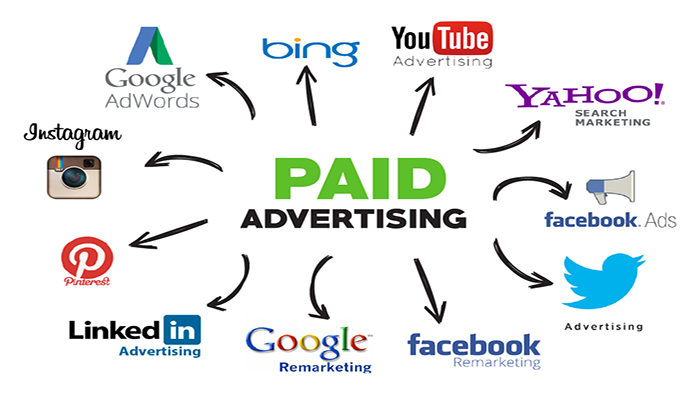 Google
AdWords
bing
YouTube
Advertising
YAHOO!
SEARCH
MARKETING
Instagram
PAID
ADVERTISING
facebook. Ads
Pinterest
Advertising
Linked in
Advertising
Google™
Remarketing
facebook
Remarketing